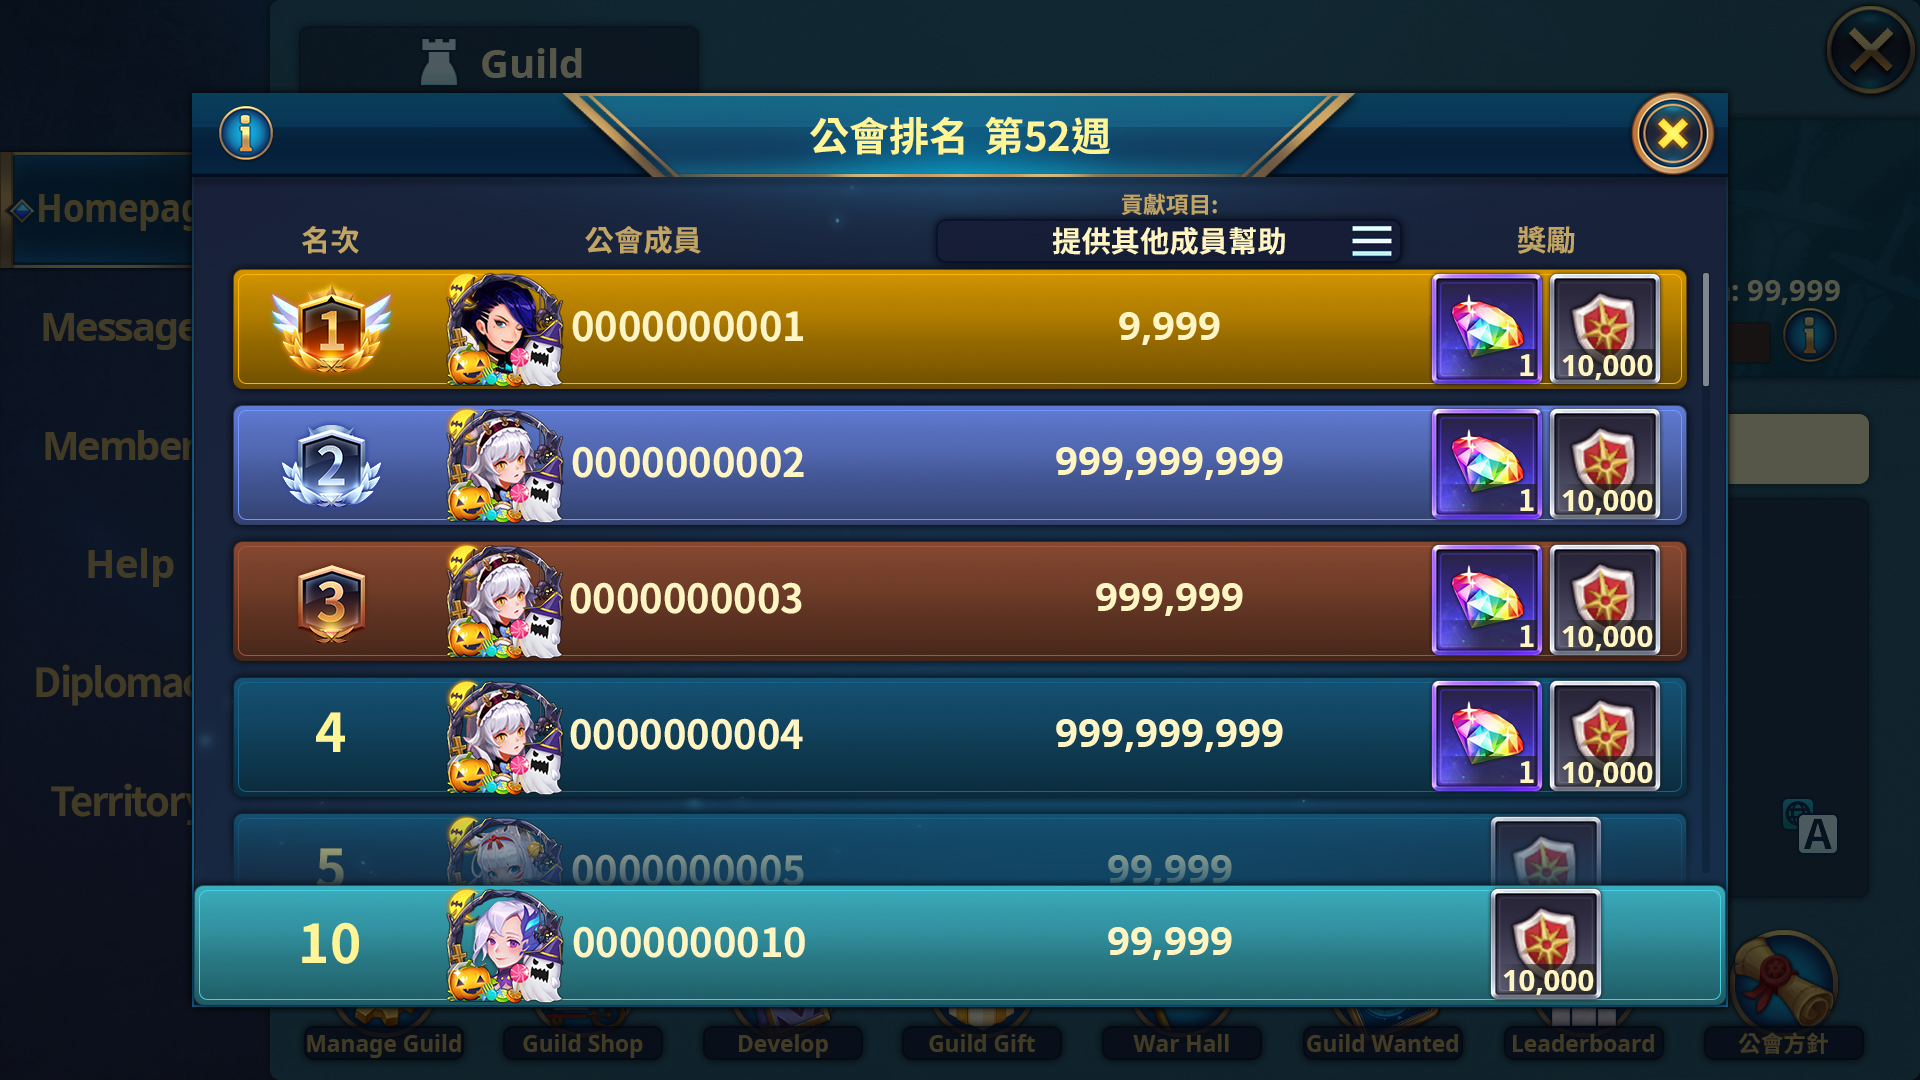 Guild
公會排名 第52週
貢獻項目:
名次
公會成員
提供其他成員幫助
獎勵
1
0000000001
9,999
1
10,000
2
0000000002
999,999,999
1
10,000
3
0000000003
999,999
1
10,000
4
0000000004
999,999,999
1
10,000
5
0000000005
99,999
10
0000000010
99,999
10,000
Homepag
Message
Member
Help
Diplomac
Territory
: 99,999
A
Manage Guild
Guild Shop
Develop
Guild Gift
War Hall
Guild Wanted
Leaderboard
公會方針